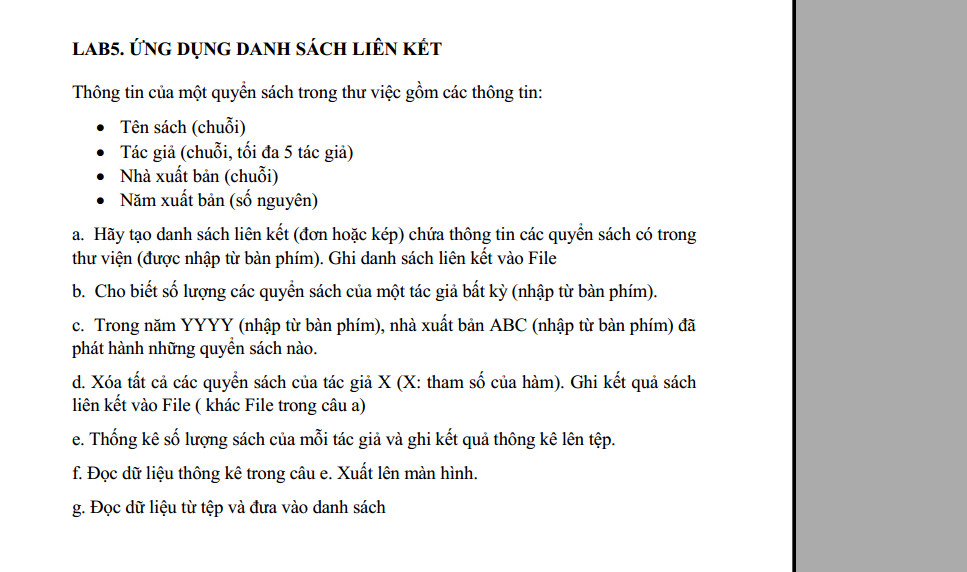 LAB5. ỨNG DỤNG DANH SÁCH LIÊN KẾT
Thông tin của một quyển sách trong thư việc gồm các thông tin:
• Tên sách (chuỗi)
• Tác giả (chuỗi, tối đa 5 tác giả)
• Nhà xuất bản (chuỗi)
• Năm xuất bản (số nguyên)
a. Hãy tạo danh sách liên kết (đơn hoặc kép) chứa thông tin các quyển sách có trong
thư viện (được nhập từ bàn phím). Ghi danh sách liên kết vào File
b. Cho biết số lượng các quyển sách của một tác giả bất kỳ (nhập từ bàn phím).
c. Trong năm YYYY (nhập từ bàn phím), nhà xuất bản ABC (nhập từ bàn phím) đã
phát hành những quyển sách nào.
d. Xóa tất cả các quyển sách của tác giả X (X: tham số của hàm). Ghi kết quả sách
liên kết vào File ( khác File trong câu a)
e. Thống kê số lượng sách của mỗi tác giả và ghi kết quả thông kê lên tệp.
f. Đọc dữ liệu thông kê trong câu e. Xuất lên màn hình.
g. Đọc dữ liệu từ tệp và đưa vào danh sách